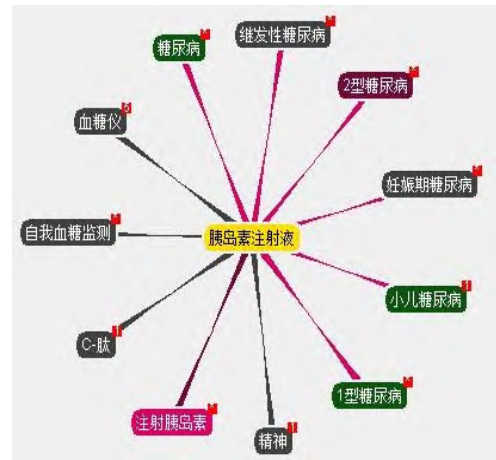 继发性糖尿病
糖尿病
2型糖尿病
血糖仪
妊娠期糖尿病
自我血糖监测
胰岛素注射液
小儿糖尿病
C-肽
1型糖尿病
注射胰岛素
精神